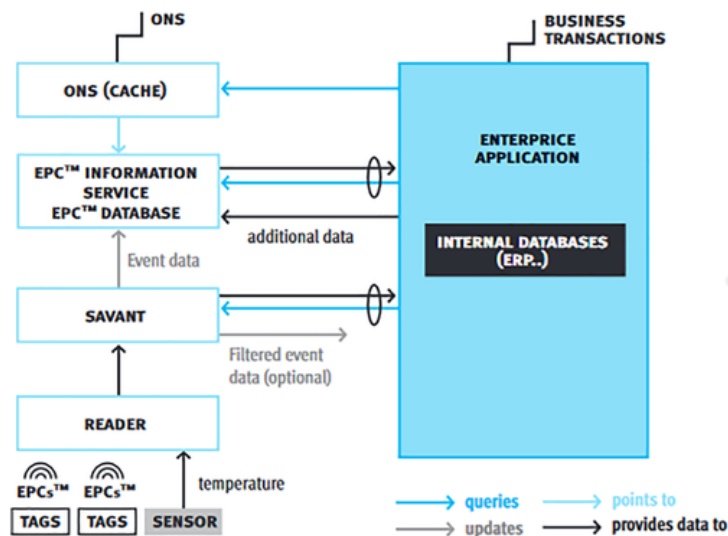 ONS
BUSINESS
TRANSACTIONS
ONS (CACHE)
ENTERPRICE
APPLICATION
EPC™ INFORMATION
SERVICE
EPC™ DATABASE
additional data
INTERNAL DATABASES
(ERP..)
Event data
SAVANT
Filtered event
data (optional)
READER
EPCs™ EPCs™
temperature
TAGS TAGS SENSOR
queries points to
updates provides data to